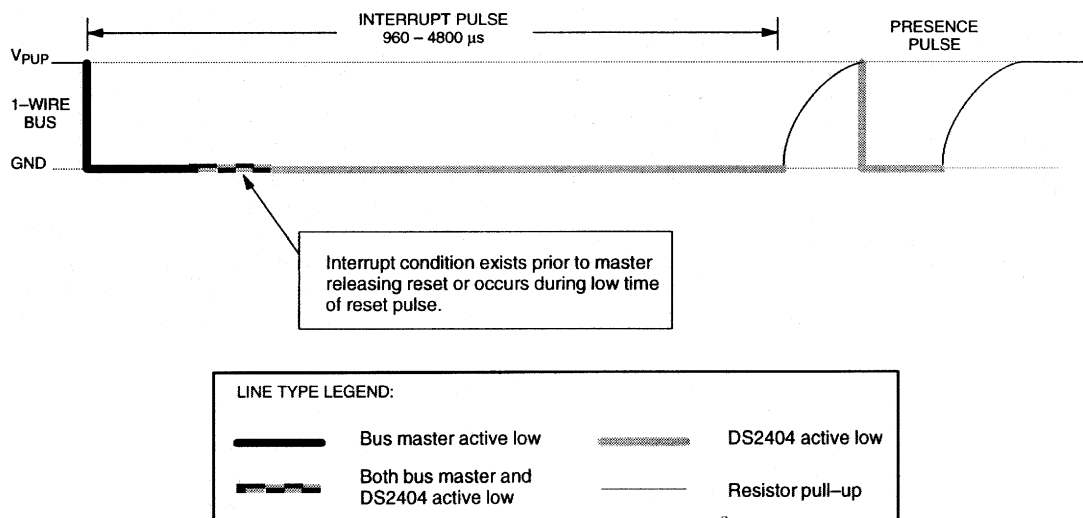 INTERRUPT PULSE
960 – 4800 µs
PRESENCE
PULSE
VPUP
1–WIRE
BUS
GND
Interrupt condition exists prior to master
releasing reset or occurs during low time
of reset pulse.
LINE TYPE LEGEND:
Bus master active low
DS2404 active low
Both bus master and
DS2404 active low
Resistor pull–up